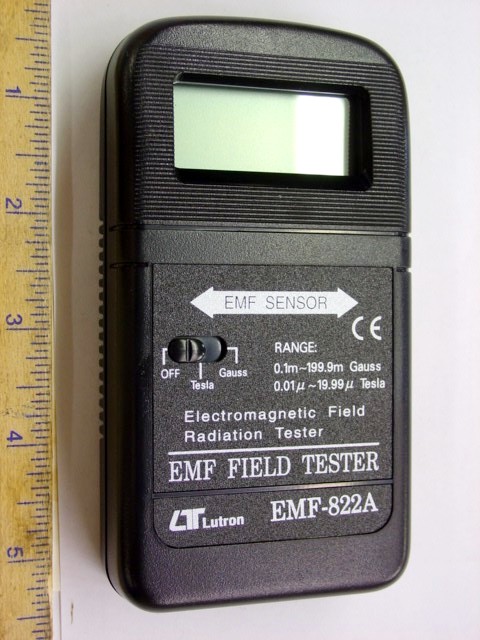 1
2
3
4
5
EMF SENSOR
CE
RANGE:
0.1m~199.9m Gauss
0.01μ~19.99μ Tesla
OFF
Tesla
Gauss
Electromagnetic Field
Radiation Tester
EMF FIELD TESTER
LT Lutron EMF-822A